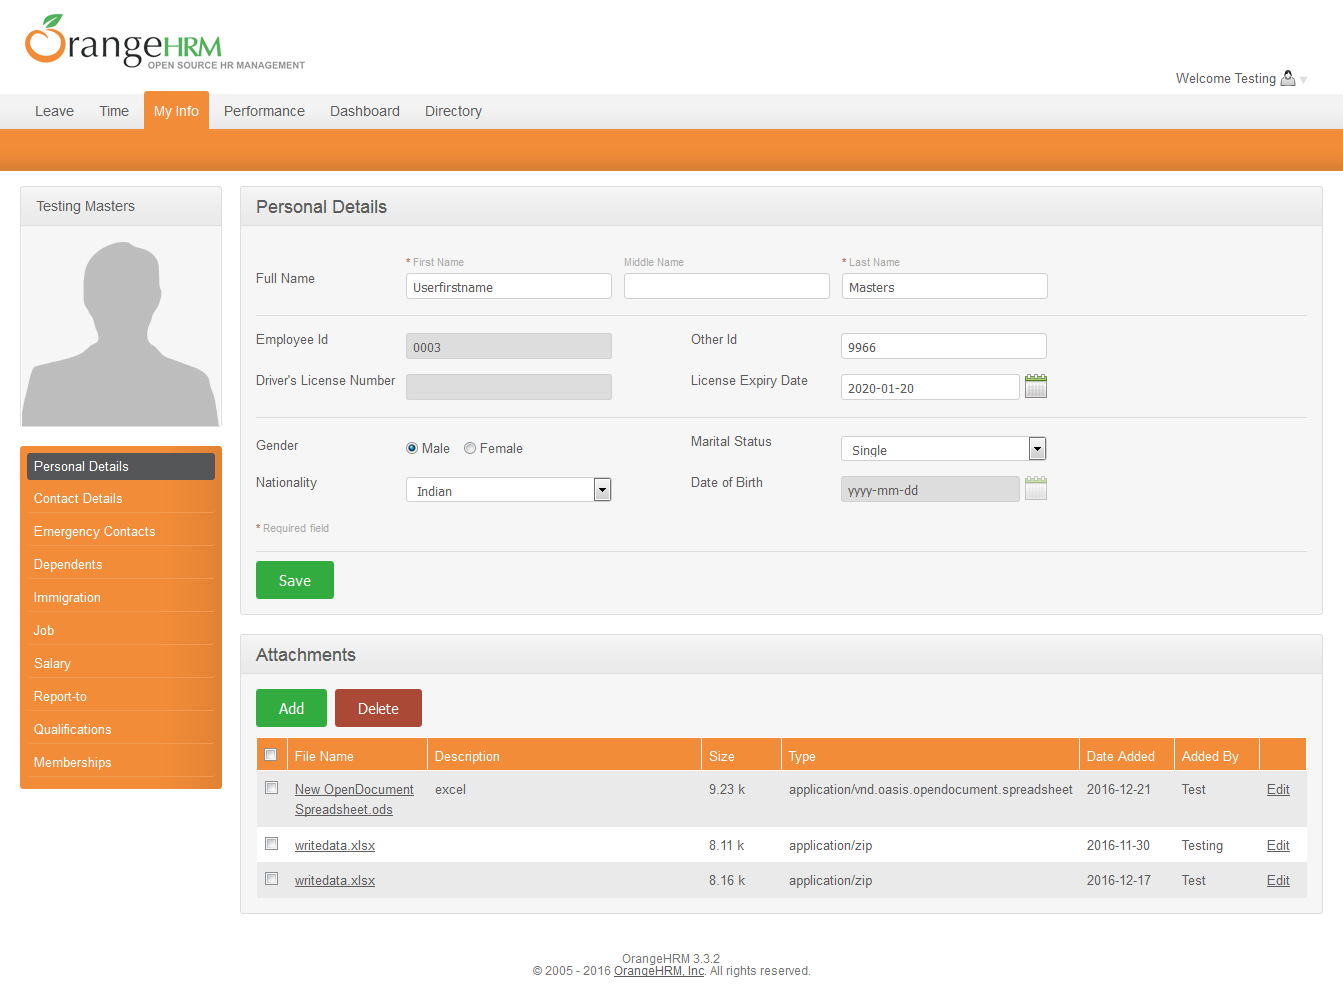 OrangeHRM
OPEN SOURCE HR MANAGEMENT
Welcome Testing
Leave Time My Info Performance Dashboard Directory
Testing Masters
Personal Details
Contact Details
Emergency Contacts
Dependents
Immigration
Job
Salary
Report-to
Qualifications
Memberships
Personal Details
* First Name Middle Name * Last Name
Full Name Userfirstname Masters
Employee Id 0003 Other Id 9966
Driver's License Number License Expiry Date 2020-01-20
Gender Male Female Marital Status Single
Nationality Indian Date of Birth yyyy-mm-dd
* Required field
Save
Attachments
Add Delete
File Name Description Size Type Date Added Added By
New OpenDocument excel 9.23 k application/vnd.oasis.opendocument.spreadsheet 2016-12-21 Test Edit
Spreadsheet.ods
writedata.xlsx 8.11 k application/zip 2016-11-30 Testing Edit
writedata.xlsx 8.16 k application/zip 2016-12-17 Test Edit
OrangeHRM 3.3.2
© 2005 - 2016 OrangeHRM, Inc. All rights reserved.